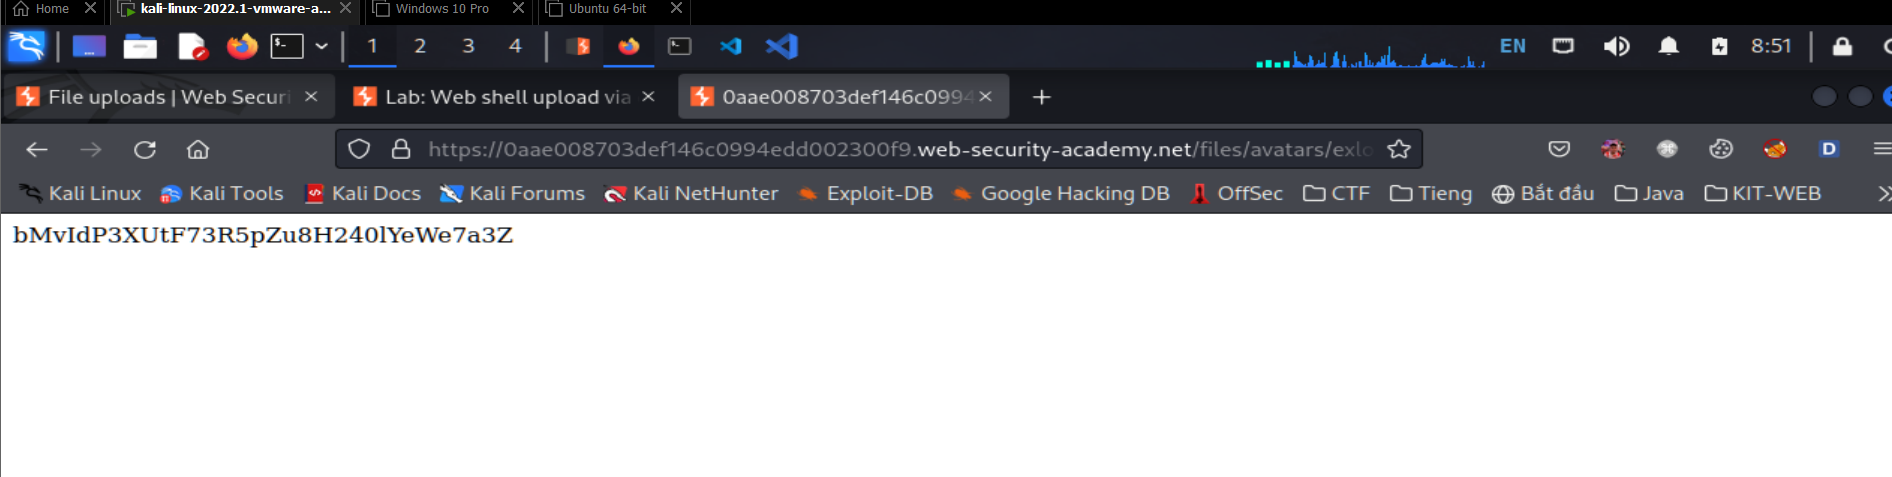 Home kali-linux-2022.1-vmware-a... Windows 10 Pro Ubuntu 64-bit
1 2 3 4 EN 8:51
File uploads | Web Securi Lab: Web shell upload via 0aae008703def146c0994
https://0aae008703def146c0994edd002300f9.web-security-academy.net/files/avatars/exlo
Kali Linux Kali Tools Kali Docs Kali Forums Kali NetHunter Exploit-DB Google Hacking DB OffSec CTF Tieng Bắt đầu Java KIT-WEB
bMvIdP3XUtF73R5pZu8H240lYeWe7a3Z